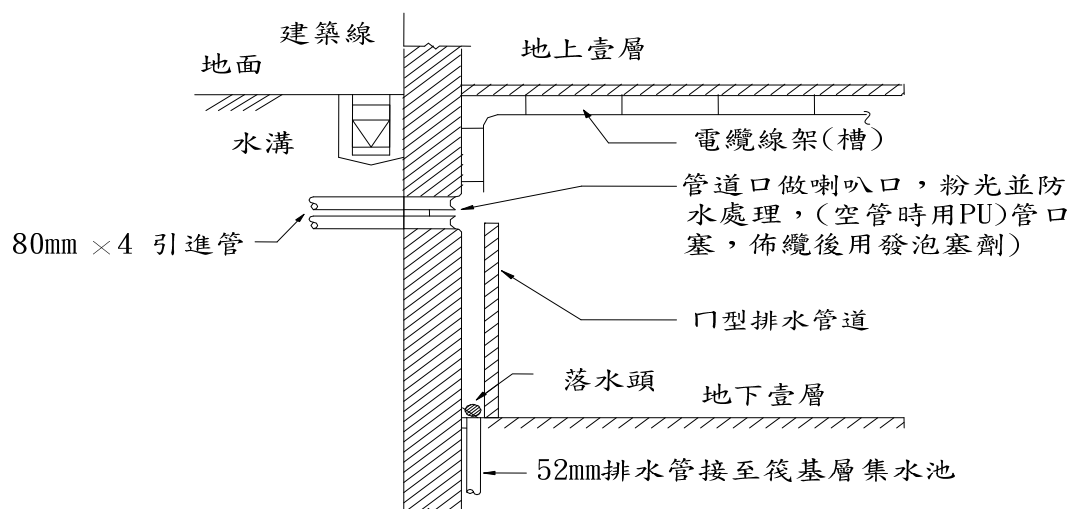 建築線
地上壹層
地面
水溝
電纜線架(槽)
管道口做喇叭口，粉光並防
水處理，(空管時用PU)管口
塞，佈纜後用發泡塞劑)
80mm ×4 引進管
ㄇ型排水管道
落水頭
地下壹層
52mm排水管接至筏基層集水池